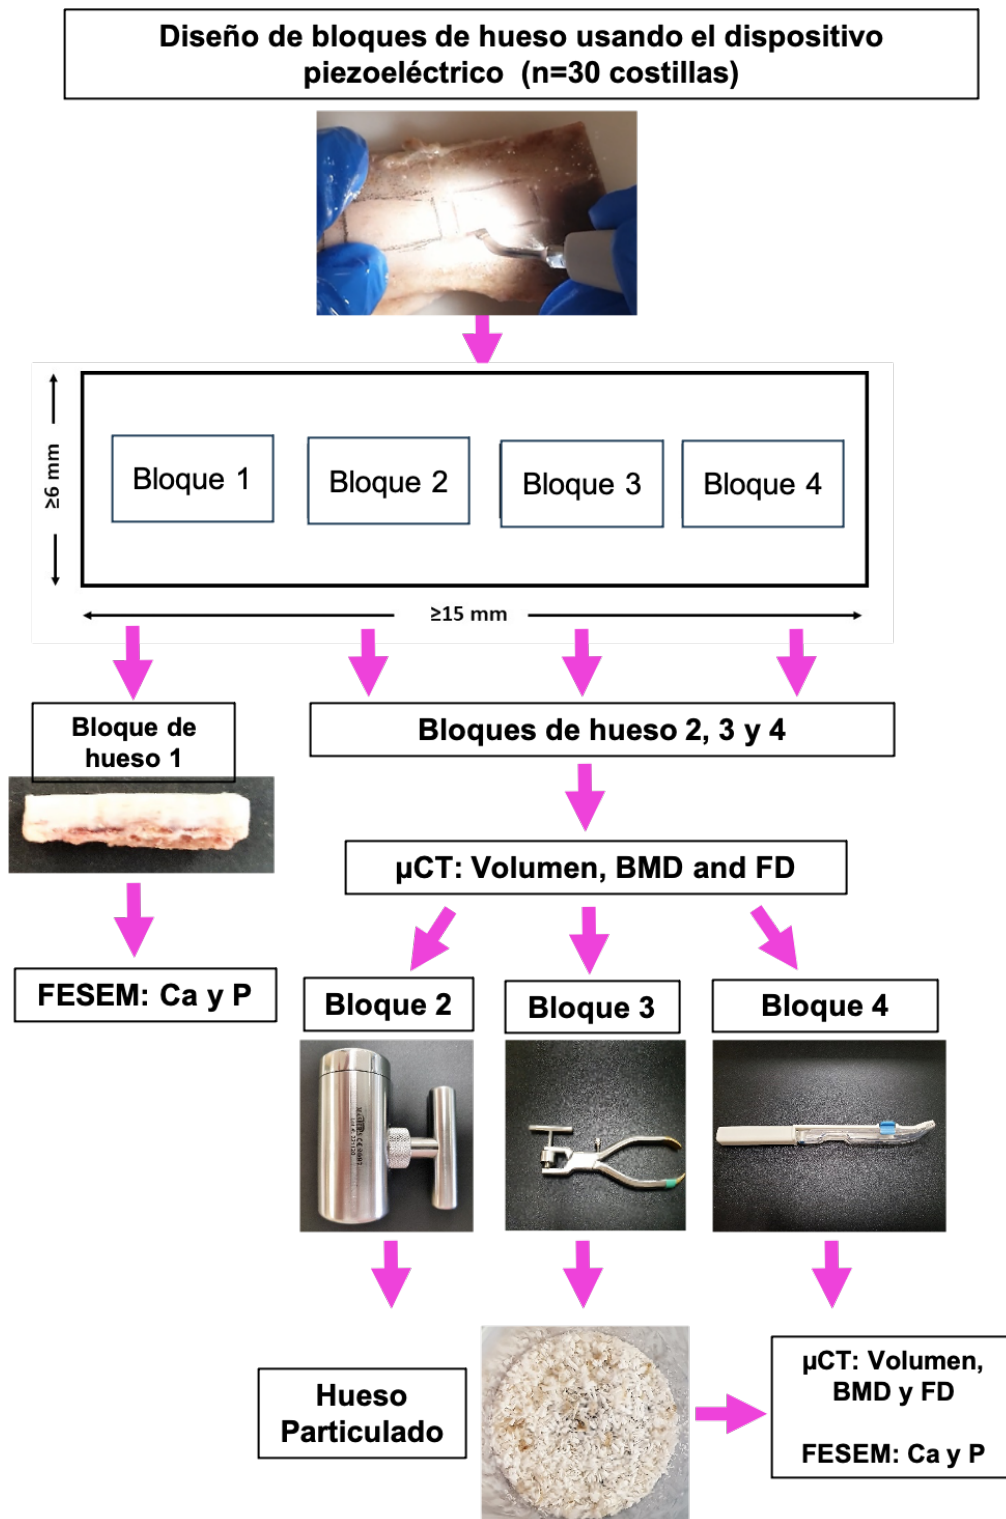 Diseño de bloques de hueso usando el dispositivo
piezoeléctrico (n=30 costillas)
≥6 mm
Bloque 1
Bloque 2
Bloque 3
Bloque 4
≥15 mm
Bloque de
hueso 1
Bloques de hueso 2, 3 y 4
µCT: Volumen, BMD and FD
FESEM: Ca y P
Bloque 2
Bloque 3
Bloque 4
Hueso
Particulado
µCT: Volumen,
BMD y FD
FESEM: Ca y P